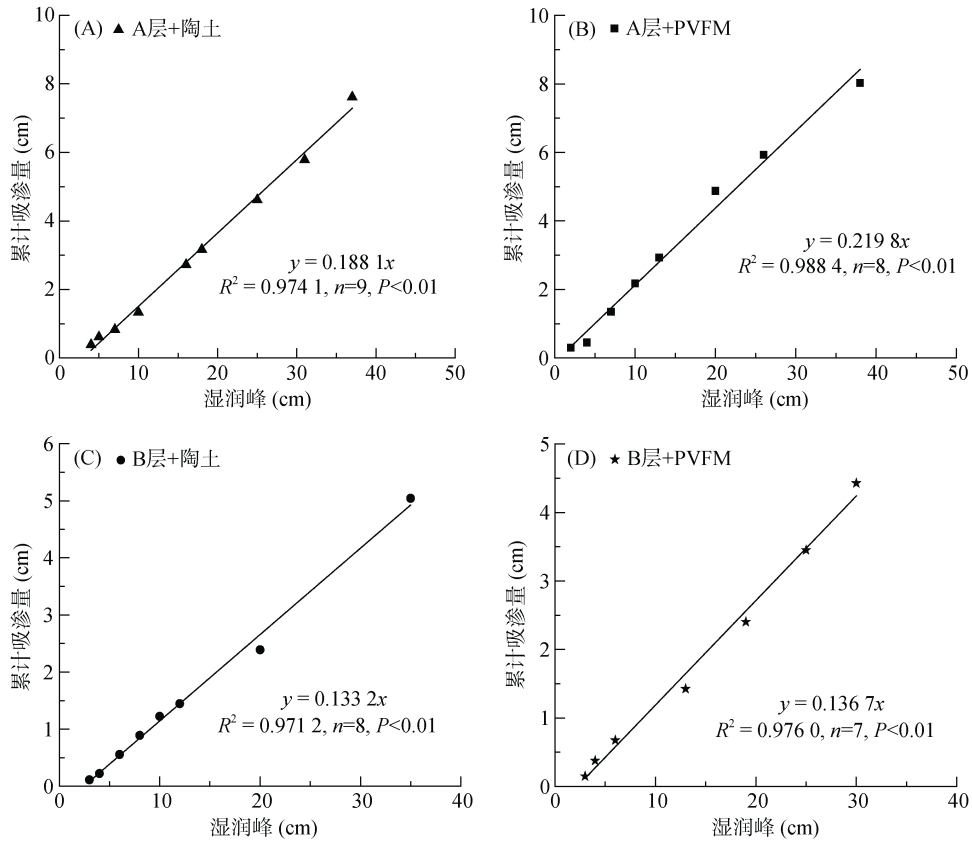 (A) ▲ A层+陶土
10
8
6
4
2
0
累计吸渗量 (cm)
y = 0.188 1x
R² = 0.974 1, n=9, P<0.01
0 10 20 30 40 50
湿润峰 (cm)
(B) ■ A层+PVFM
10
8
6
4
2
0
累计吸渗量 (cm)
y = 0.219 8x
R² = 0.988 4, n=8, P<0.01
0 10 20 30 40 50
湿润峰 (cm)
(C) ● B层+陶土
6
5
4
3
2
1
0
累计吸渗量 (cm)
y = 0.133 2x
R² = 0.971 2, n=8, P<0.01
0 10 20 30 40
湿润峰 (cm)
(D) ★ B层+PVFM
5
4
3
2
1
0
累计吸渗量 (cm)
y = 0.136 7x
R² = 0.976 0, n=7, P<0.01
0 10 20 30 40
湿润峰 (cm)